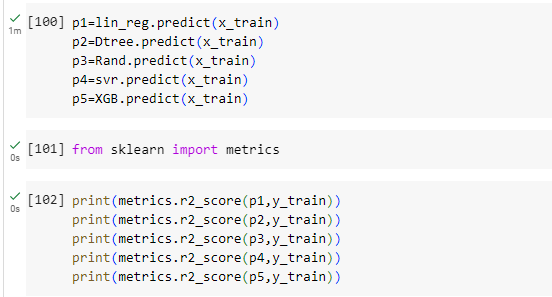 [100] p1=lin_reg.predict(x_train)
1m
p2=Dtree.predict(x_train)
p3=Rand.predict(x_train)
p4=svr.predict(x_train)
p5=XGB.predict(x_train)
[101] from sklearn import metrics
0s
[102] print(metrics.r2_score(p1,y_train))
0s
print(metrics.r2_score(p2,y_train))
print(metrics.r2_score(p3,y_train))
print(metrics.r2_score(p4,y_train))
print(metrics.r2_score(p5,y_train))